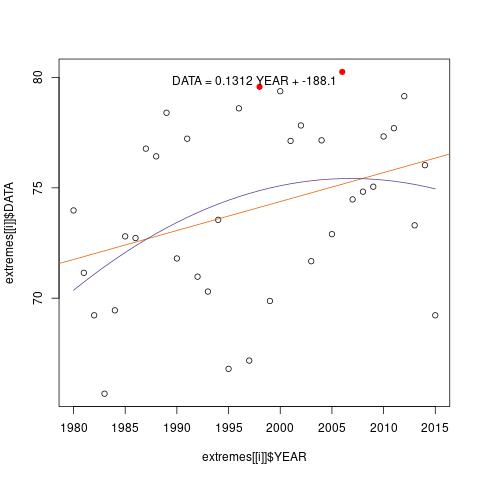 DATA = 0.1312 YEAR + -188.1
80
75
70
extremes[[i]]$DATA
1980 1985 1990 1995 2000 2005 2010 2015
extremes[[i]]$YEAR